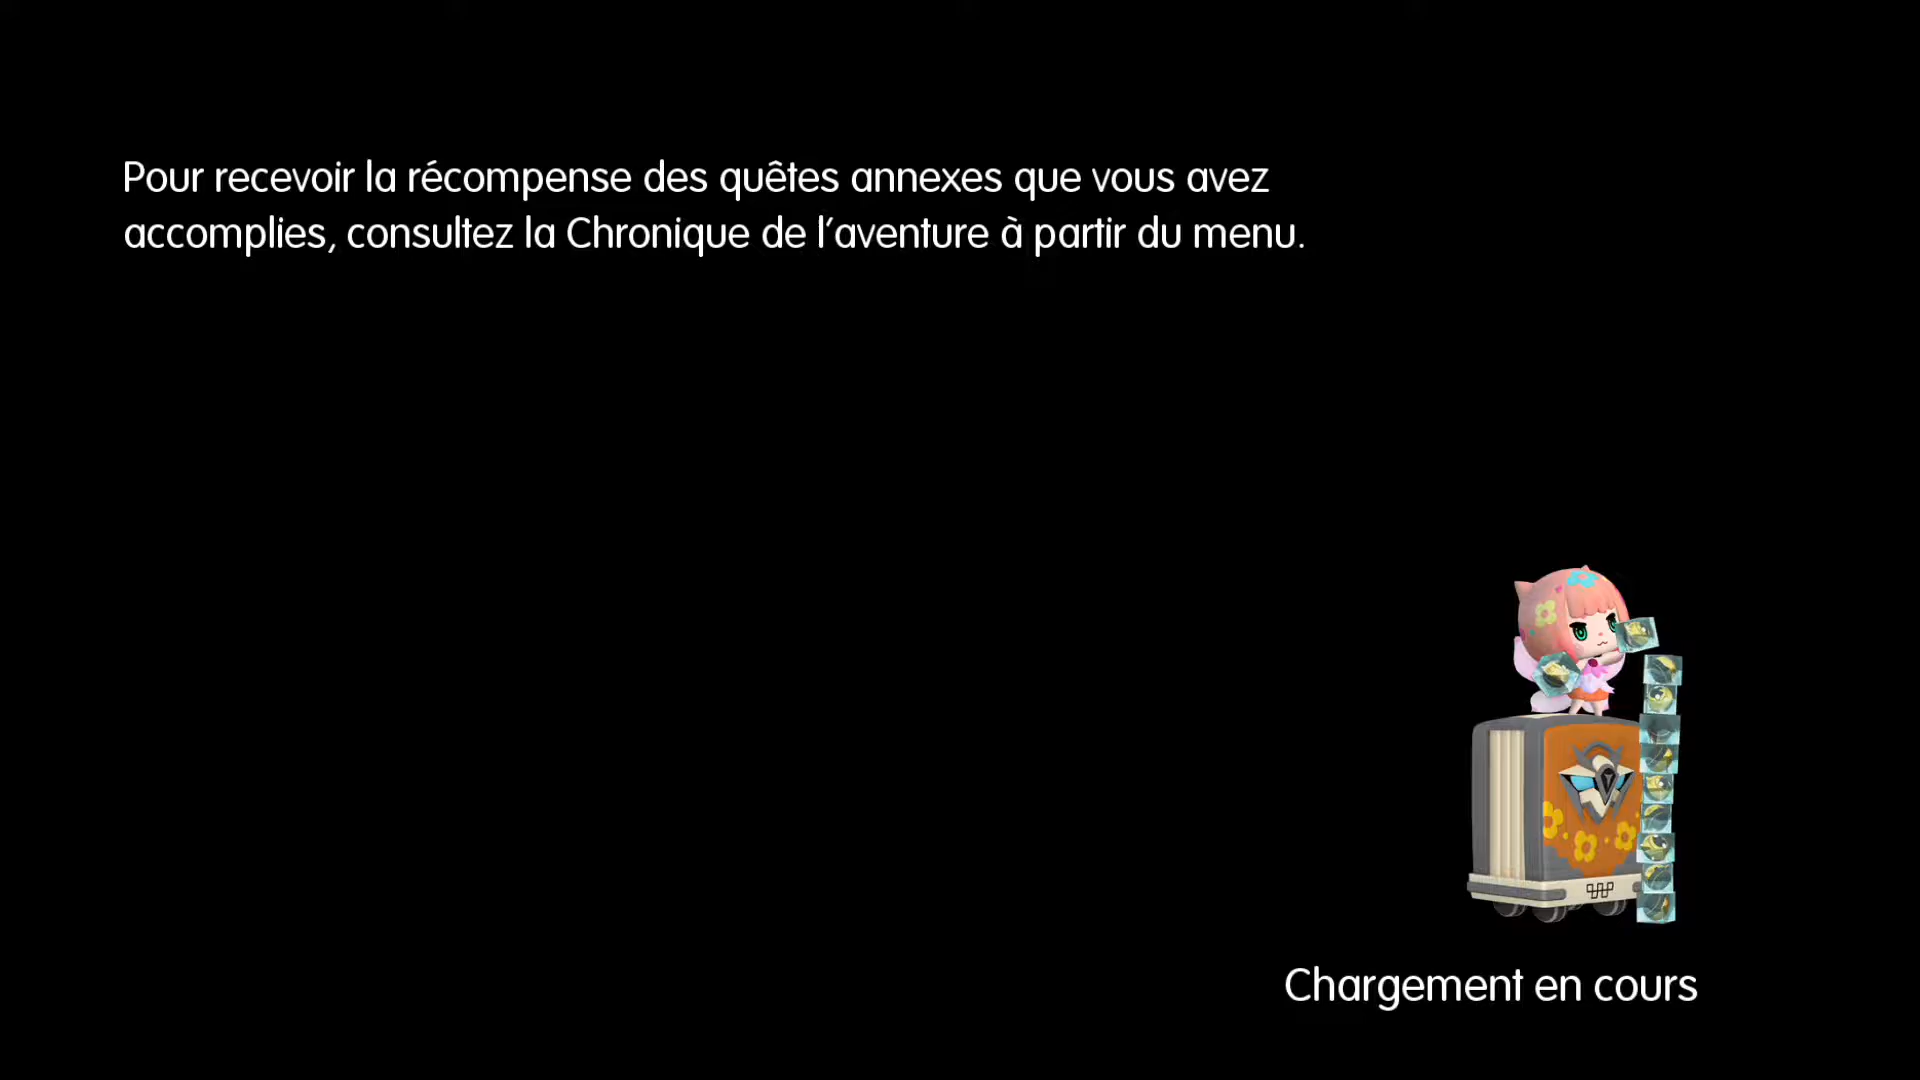 Pour recevoir la récompense des quêtes annexes que vous avez
accomplies, consultez la Chronique de l'aventure à partir du menu.
Chargement en cours